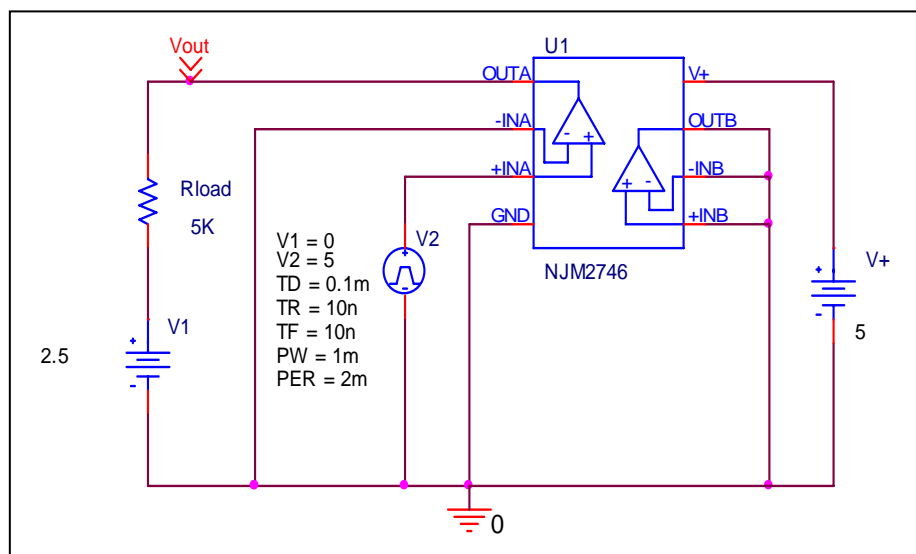 Vout
U1
OUTA
V+
-INA
OUTB
- +
+INA
-INB
+ -
GND
+INB
Rload
5K
V1 = 0
V2 = 5
TD = 0.1m
TR = 10n
TF = 10n
PW = 1m
PER = 2m
V2
+
-
NJM2746
V+
+
-
5
V1
+
-
2.5
0